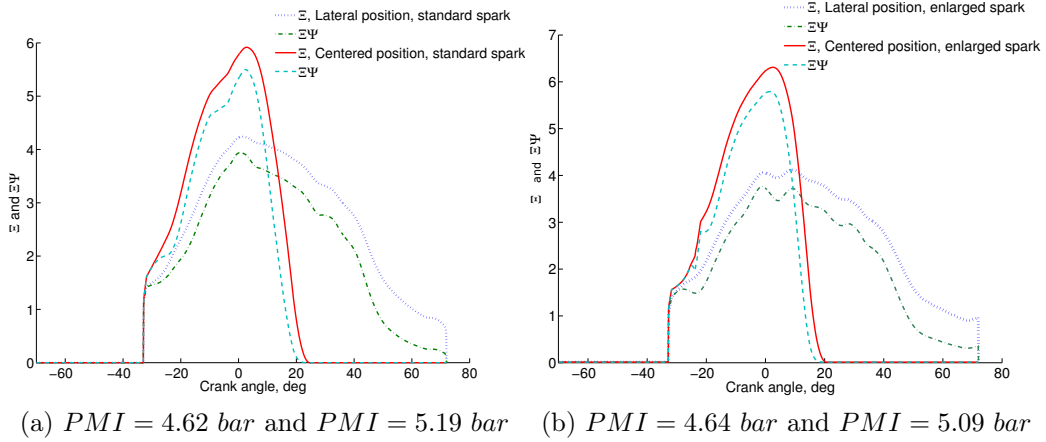 Ξ, Lateral position, standard spark
ΞΨ
Ξ, Centered position, standard spark
ΞΨ
6
5
4
3
2
1
0
Ξ and ΞΨ
−60 −40 −20 0 20 40 60 80
Crank angle, deg
(a) PMI = 4.62 bar and PMI = 5.19 bar
Ξ, Lateral position, enlarged spark
ΞΨ
Ξ, Centered position, enlarged spark
ΞΨ
7
6
5
4
3
2
1
0
Ξ and ΞΨ
−60 −40 −20 0 20 40 60 80
Crank angle, deg
(b) PMI = 4.64 bar and PMI = 5.09 bar